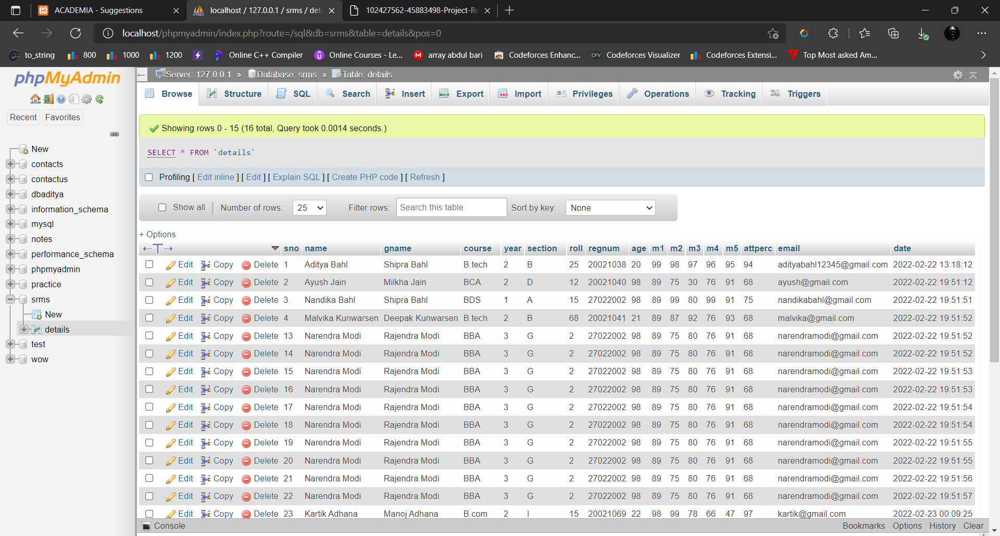 ACADEMIA - Suggestions
localhost / 127.0.0.1 / srms / deta
102427562-45883498-Project-Re
localhost/phpmyadmin/index.php?route=/sql&db=srms&table=details&pos=0
to_string 800 1000 1200 Online C++ Compiler Online Courses - Le... array abdul bari Codeforces Enhanc... CFV Codeforces Visualizer Codeforces Extensi... Top Most asked Am...
phpMyAdmin
Recent Favorites
New
contacts
contactus
dbaditya
information_schema
mysql
notes
performance_schema
phpmyadmin
practice
srms
New
details
test
wow
Server: 127.0.0.1 » Database: srms » Table: details
Browse Structure SQL Search Insert Export Import Privileges Operations Tracking Triggers
Showing rows 0 - 15 (16 total, Query took 0.0014 seconds.)
SELECT * FROM `details`
Profiling [ Edit inline ] [ Edit ] [ Explain SQL ] [ Create PHP code ] [ Refresh ]
Show all Number of rows: 25 Filter rows: Search this table Sort by key: None
+ Options
←T→ sno name gname course year section roll regnum age m1 m2 m3 m4 m5 attperc email date
Edit Copy Delete 1 Aditya Bahl Shipra Bahl B.tech 2 B 25 20021038 20 99 98 97 96 95 94 adityabahl12345@gmail.com 2022-02-22 13:18:12
Edit Copy Delete 2 Ayush Jain Milkha Jain BCA 2 D 12 20021040 98 89 75 30 76 91 68 ayush@gmail.com 2022-02-22 19:51:12
Edit Copy Delete 3 Nandika Bahl Shipra Bahl BDS 1 A 15 27022002 98 89 99 80 99 91 75 nandikabahl@gmail.com 2022-02-22 19:51:51
Edit Copy Delete 4 Malvika Kunwarsen Deepak Kunwarsen B.tech 2 B 68 20021041 21 89 87 92 76 93 68 malvika@gmail.com 2022-02-22 19:51:52
Edit Copy Delete 13 Narendra Modi Rajendra Modi BBA 3 G 2 27022002 98 89 75 80 76 91 68 narendramodi@gmail.com 2022-02-22 19:51:52
Edit Copy Delete 14 Narendra Modi Rajendra Modi BBA 3 G 2 27022002 98 89 75 80 76 91 68 narendramodi@gmail.com 2022-02-22 19:51:52
Edit Copy Delete 15 Narendra Modi Rajendra Modi BBA 3 G 2 27022002 98 89 75 80 76 91 68 narendramodi@gmail.com 2022-02-22 19:51:53
Edit Copy Delete 16 Narendra Modi Rajendra Modi BBA 3 G 2 27022002 98 89 75 80 76 91 68 narendramodi@gmail.com 2022-02-22 19:51:53
Edit Copy Delete 17 Narendra Modi Rajendra Modi BBA 3 G 2 27022002 98 89 75 80 76 91 68 narendramodi@gmail.com 2022-02-22 19:51:54
Edit Copy Delete 18 Narendra Modi Rajendra Modi BBA 3 G 2 27022002 98 89 75 80 76 91 68 narendramodi@gmail.com 2022-02-22 19:51:54
Edit Copy Delete 19 Narendra Modi Rajendra Modi BBA 3 G 2 27022002 98 89 75 80 76 91 68 narendramodi@gmail.com 2022-02-22 19:51:55
Edit Copy Delete 20 Narendra Modi Rajendra Modi BBA 3 G 2 27022002 98 89 75 80 76 91 68 narendramodi@gmail.com 2022-02-22 19:51:55
Edit Copy Delete 21 Narendra Modi Rajendra Modi BBA 3 G 2 27022002 98 89 75 80 76 91 68 narendramodi@gmail.com 2022-02-22 19:51:56
Edit Copy Delete 22 Narendra Modi Rajendra Modi BBA 3 G 2 27022002 98 89 75 80 76 91 68 narendramodi@gmail.com 2022-02-22 19:51:57
Edit Copy Delete 23 Kartik Adhana Manoj Adhana B.com 2 I 15 20021069 22 98 99 78 66 47 97 kartik@gmail.com 2022-02-23 00:09:25
Console Bookmarks Options History Clear